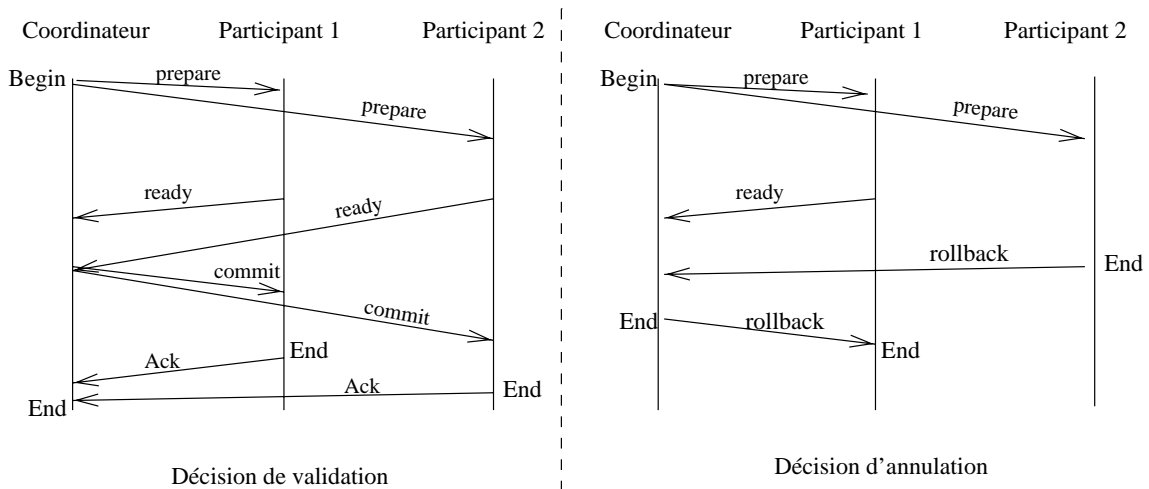 Coordinateur Participant 1 Participant 2
Begin
prepare
prepare
ready
ready
commit
commit
End
Ack
Ack
End
End
Décision de validation
Coordinateur Participant 1 Participant 2
Begin
prepare
prepare
ready
rollback
End
End
rollback
End
Décision d'annulation